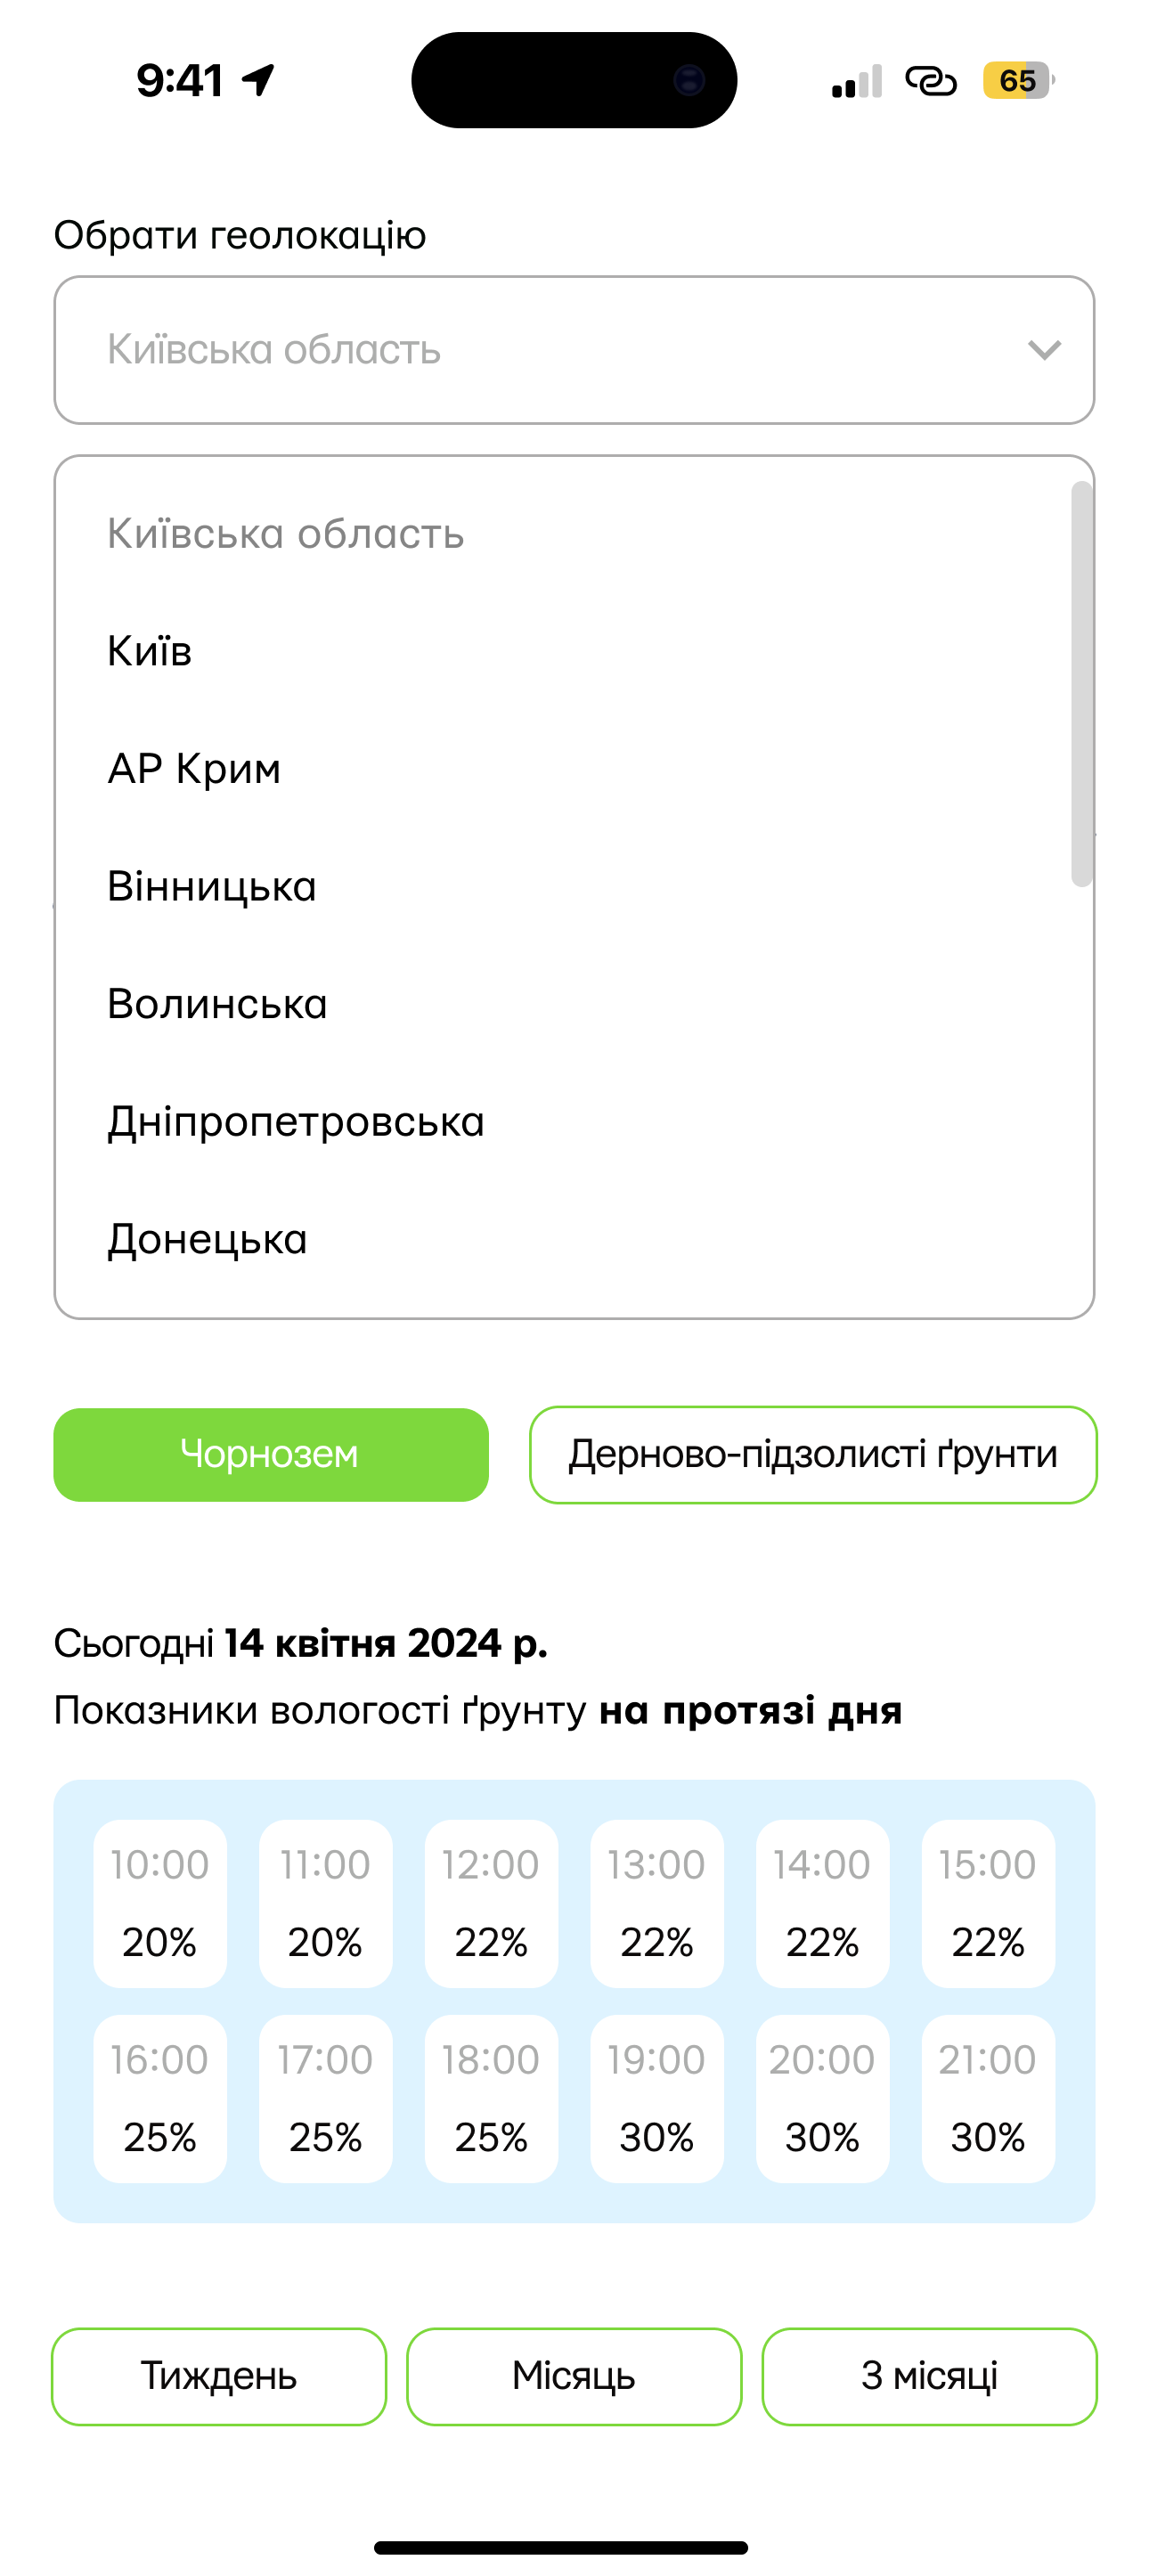 9:41
65
Обрати геолокацію
Київська область
Київська область
Київ
АР Крим
Вінницька
Волинська
Дніпропетровська
Донецька
Чорнозем
Дерново-підзолисті ґрунти
Сьогодні 14 квітня 2024 р.
Показники вологості ґрунту на протязі дня
10:00 11:00 12:00 13:00 14:00 15:00
20% 20% 22% 22% 22% 22%
16:00 17:00 18:00 19:00 20:00 21:00
25% 25% 25% 30% 30% 30%
Тиждень
Місяць
3 місяці